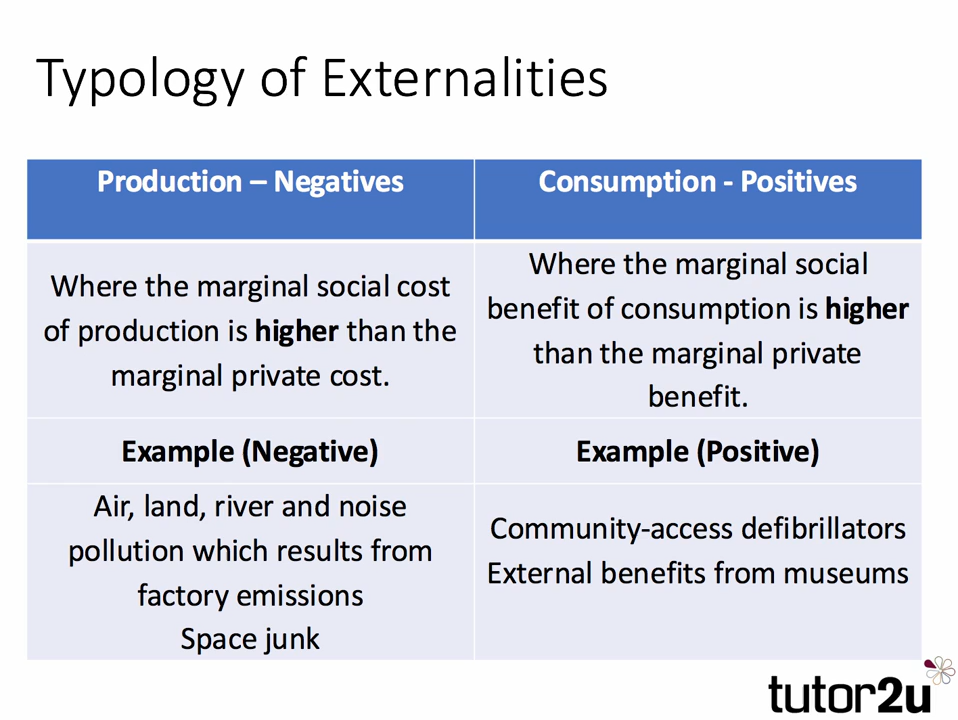 Typology of Externalities
Production – Negatives
Consumption - Positives
Where the marginal social cost
of production is higher than the
marginal private cost.
Where the marginal social
benefit of consumption is higher
than the marginal private
benefit.
Example (Negative)
Example (Positive)
Air, land, river and noise
pollution which results from
factory emissions
Space junk
Community-access defibrillators
External benefits from museums
tutor2u